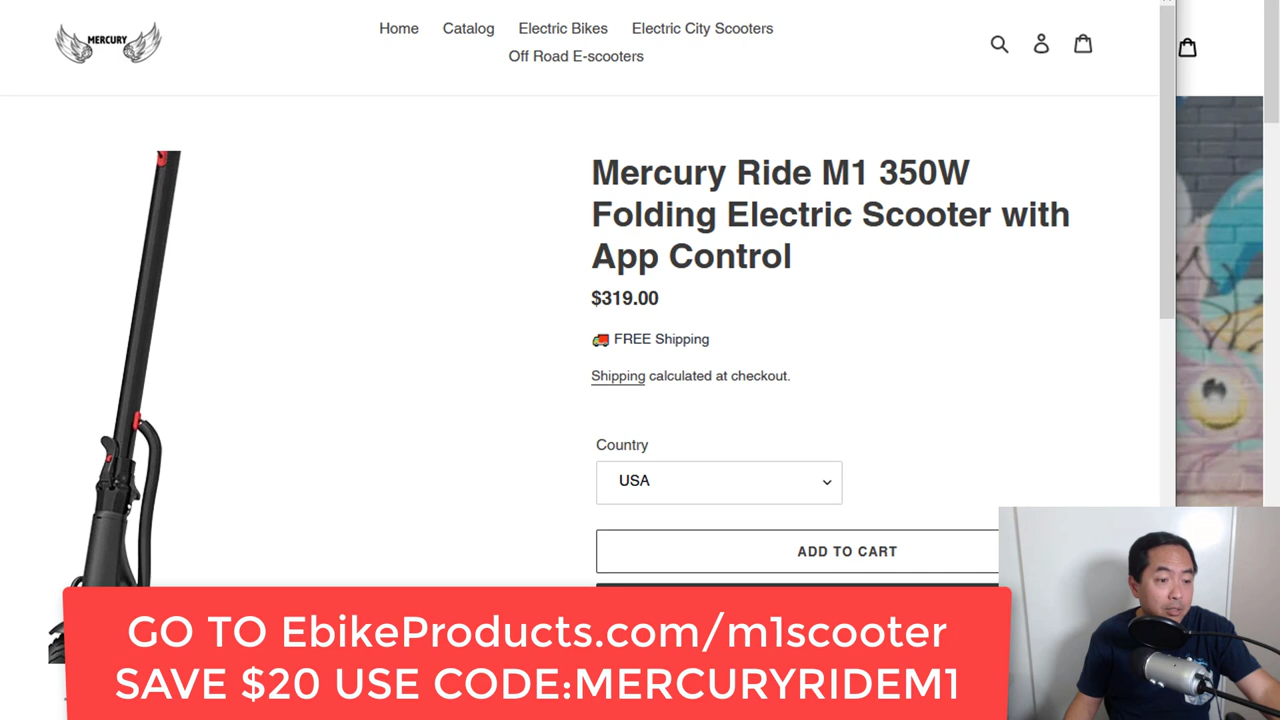 MERCURY
Home Catalog Electric Bikes Electric City Scooters
Off Road E-scooters
Mercury Ride M1 350W
Folding Electric Scooter with
App Control
$319.00
FREE Shipping
Shipping calculated at checkout.
Country
USA
ADD TO CART
GO TO EbikeProducts.com/m1scooter
SAVE $20 USE CODE:MERCURYRIDEM1